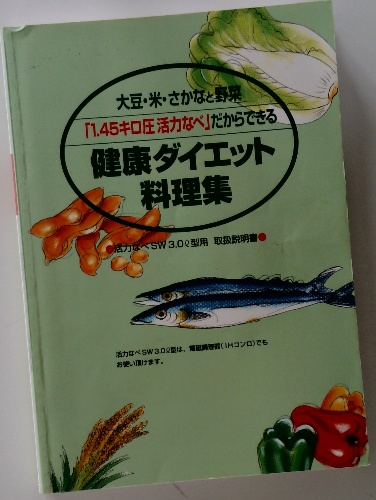 大豆・米・さかなと野菜
「1.45キロ圧 活力なべ」だからできる
健康ダイエット
料理集
●活力なべSW3.0ℓ型用 取扱説明書●
活力なべSW3.0ℓ型は、電磁調理器(IHコンロ)でも
お使い頂けます。